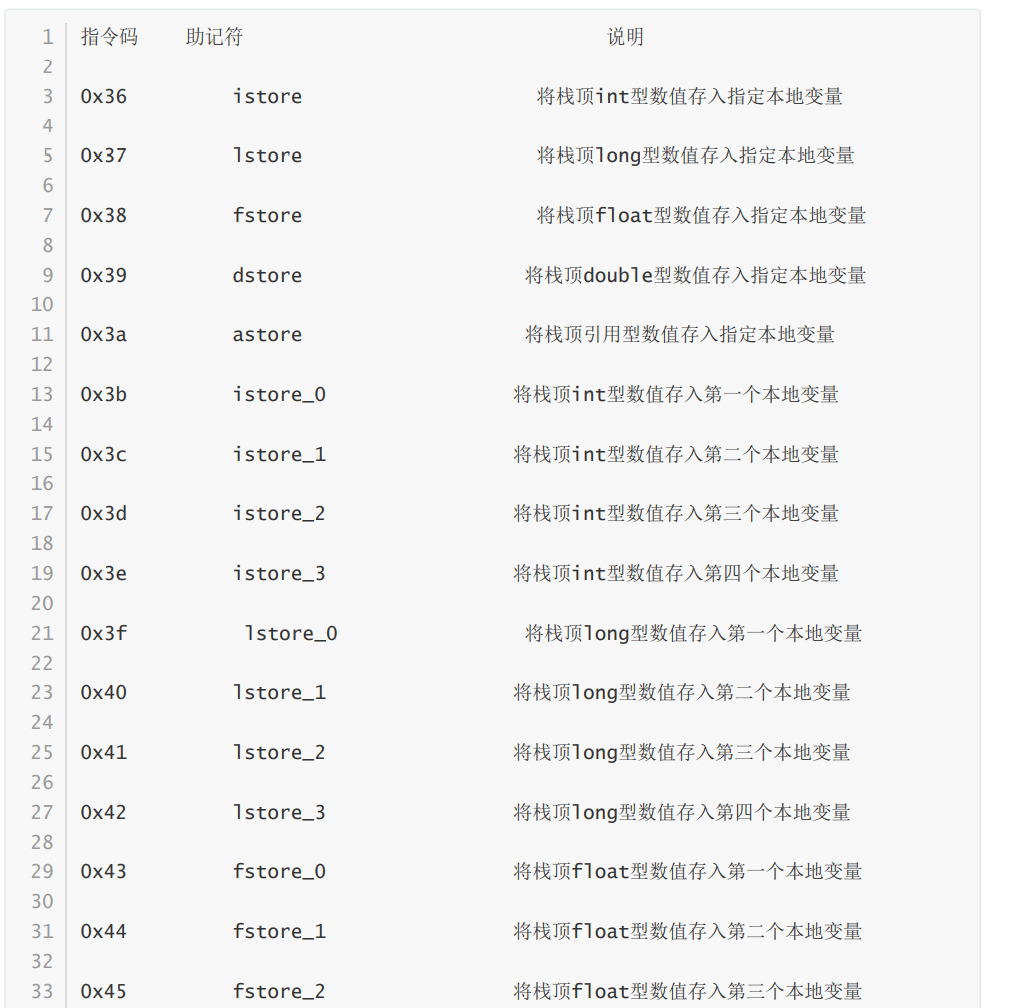 1 指令码 助记符 说明
2
3 0x36 istore 将栈顶int型数值存入指定本地变量
4
5 0x37 lstore 将栈顶long型数值存入指定本地变量
6
7 0x38 fstore 将栈顶float型数值存入指定本地变量
8
9 0x39 dstore 将栈顶double型数值存入指定本地变量
10
11 0x3a astore 将栈顶引用型数值存入指定本地变量
12
13 0x3b istore_0 将栈顶int型数值存入第一个本地变量
14
15 0x3c istore_1 将栈顶int型数值存入第二个本地变量
16
17 0x3d istore_2 将栈顶int型数值存入第三个本地变量
18
19 0x3e istore_3 将栈顶int型数值存入第四个本地变量
20
21 0x3f lstore_0 将栈顶long型数值存入第一个本地变量
22
23 0x40 lstore_1 将栈顶long型数值存入第二个本地变量
24
25 0x41 lstore_2 将栈顶long型数值存入第三个本地变量
26
27 0x42 lstore_3 将栈顶long型数值存入第四个本地变量
28
29 0x43 fstore_0 将栈顶float型数值存入第一个本地变量
30
31 0x44 fstore_1 将栈顶float型数值存入第二个本地变量
32
33 0x45 fstore_2 将栈顶float型数值存入第三个本地变量